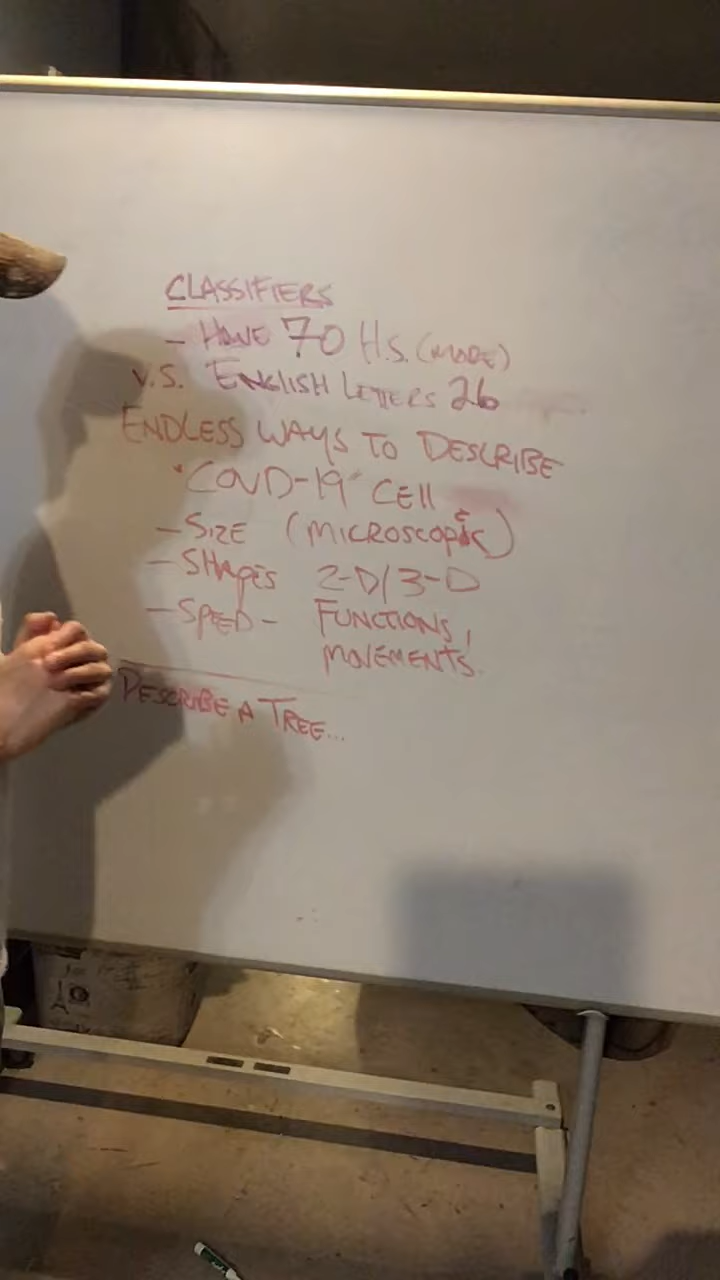 CLASSIFIERS
- HAVE 70 H.S. (MORE)
V.S. ENGLISH LETTERS 26
ENDLESS WAYS TO DESCRIBE
"COVID-19" CELL
- SIZE (MICROSCOPIC)
- SHAPES 2-D/3-D
- SPEED - FUNCTIONS,
MOVEMENTS.
DESCRIBE A TREE...